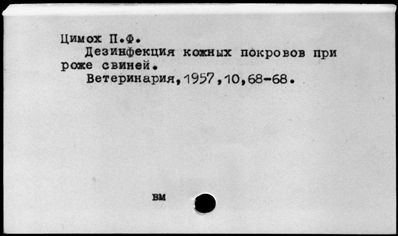 Цимох П.Ф.
Дезинфекция кожных покровов при
роже свиней.
Ветеринария,1957,10,68-68.
вм